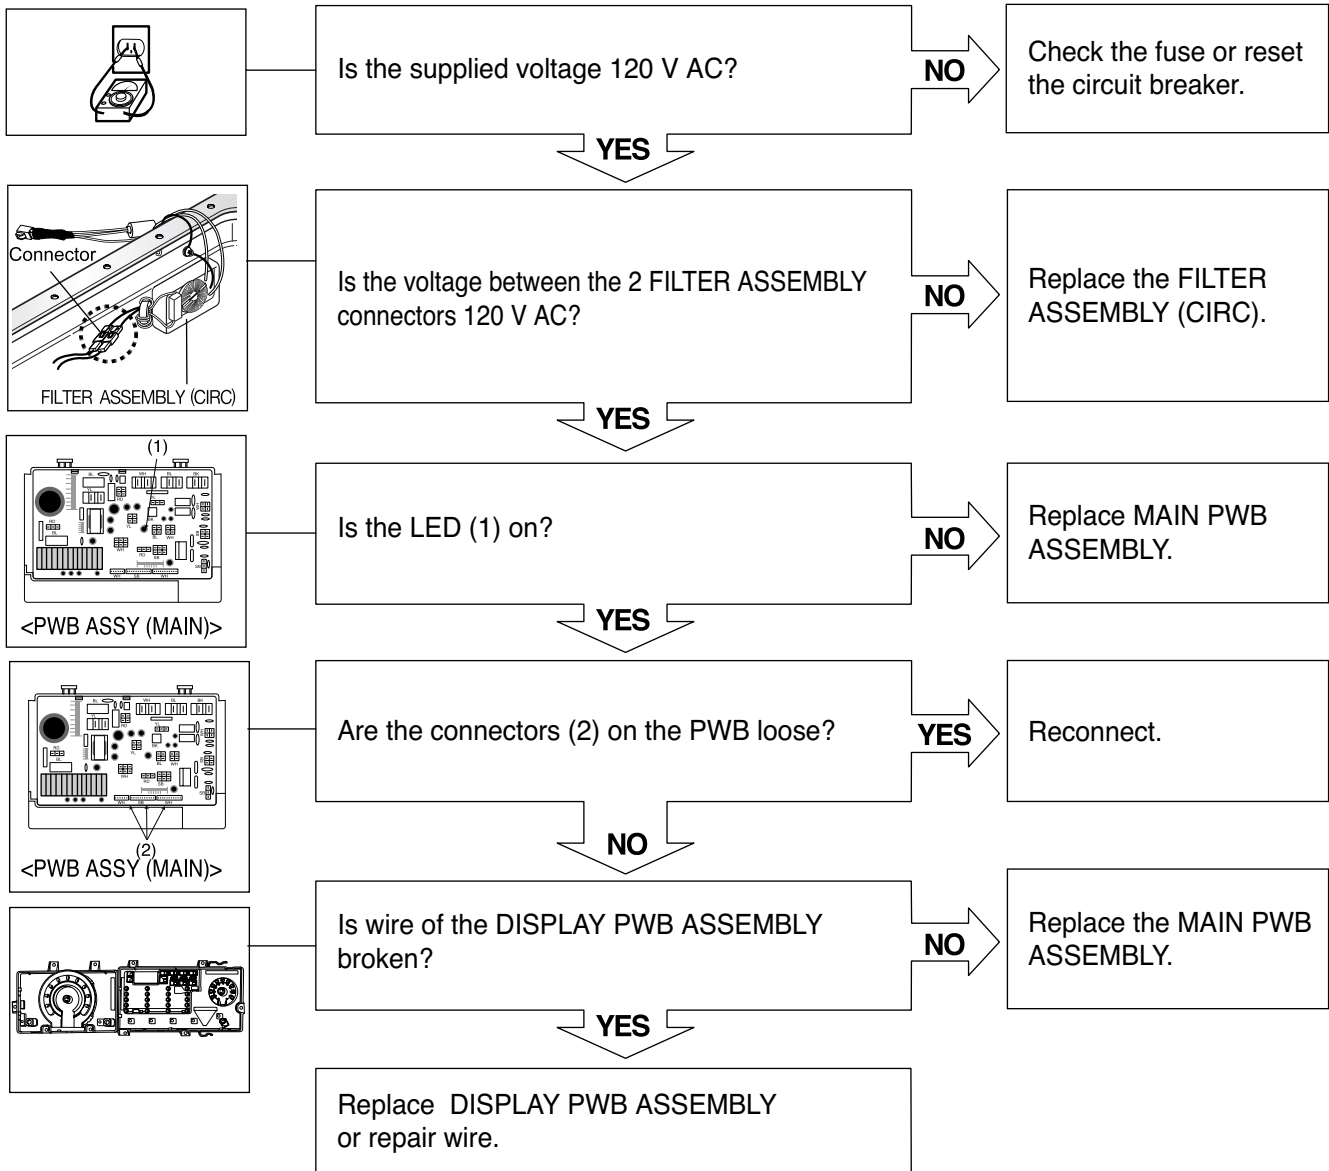 Is the supplied voltage 120 V AC?
NO
Check the fuse or reset
the circuit breaker.
YES
Connector
FILTER ASSEMBLY (CIRC)
Is the voltage between the 2 FILTER ASSEMBLY
connectors 120 V AC?
NO
Replace the FILTER
ASSEMBLY (CIRC).
YES
(1)
<PWB ASSY (MAIN)>
Is the LED (1) on?
NO
Replace MAIN PWB
ASSEMBLY.
YES
(2)
<PWB ASSY (MAIN)>
Are the connectors (2) on the PWB loose?
YES
Reconnect.
NO
Is wire of the DISPLAY PWB ASSEMBLY
broken?
NO
Replace the MAIN PWB
ASSEMBLY.
YES
Replace DISPLAY PWB ASSEMBLY
or repair wire.